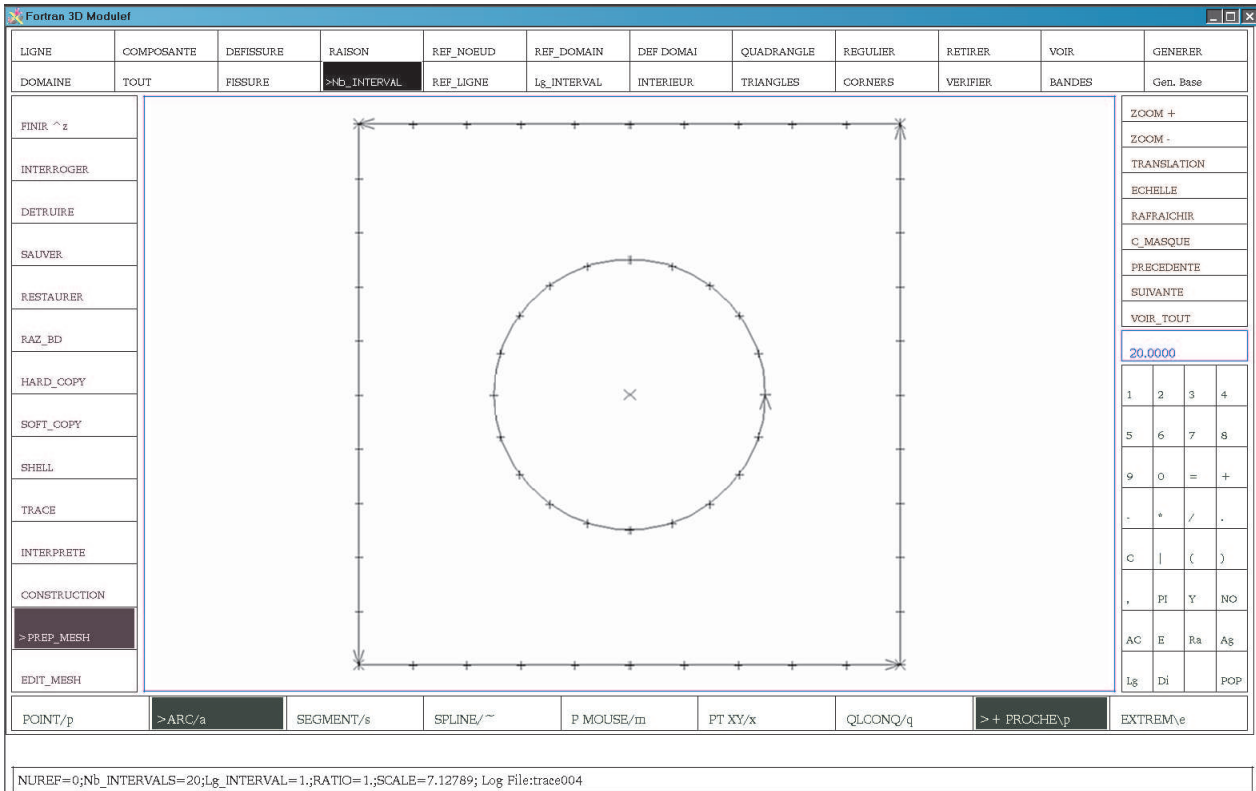 Fortran 3D Modulef
LIGNE COMPOSANTE DEFISSURE RAISON REF_NOEUD REF_DOMAIN DEF DOMAI QUADRANGLE REGULIER RETIRER VOIR GENERER
DOMAINE TOUT FISSURE >Nb_INTERVAL REF_LIGNE Lg_INTERVAL INTERIEUR TRIANGLES CORNERS VERIFIER BANDES Gen. Base
FINIR ^z
INTERROGER
DETRUIRE
SAUVER
RESTAURER
RAZ_BD
HARD_COPY
SOFT_COPY
SHELL
TRACE
INTERPRETE
CONSTRUCTION
>PREP_MESH
EDIT_MESH
ZOOM +
ZOOM -
TRANSLATION
ECHELLE
RAFRAICHIR
C_MASQUE
PRECEDENTE
SUIVANTE
VOIR_TOUT
20.0000
1 2 3 4
5 6 7 8
9 0 = +
- * / .
C | ( )
, PI Y NO
AC E Ra Ag
Lg Di POP
POINT/p >ARC/a SEGMENT/s SPLINE/~ P MOUSE/m PT XY/x QLCONQ/q >+ PROCHE\p EXTREM\e
NUREF=0;Nb_INTERVALS=20;Lg_INTERVAL=1.;RATIO=1.;SCALE=7.12789; Log File:trace004